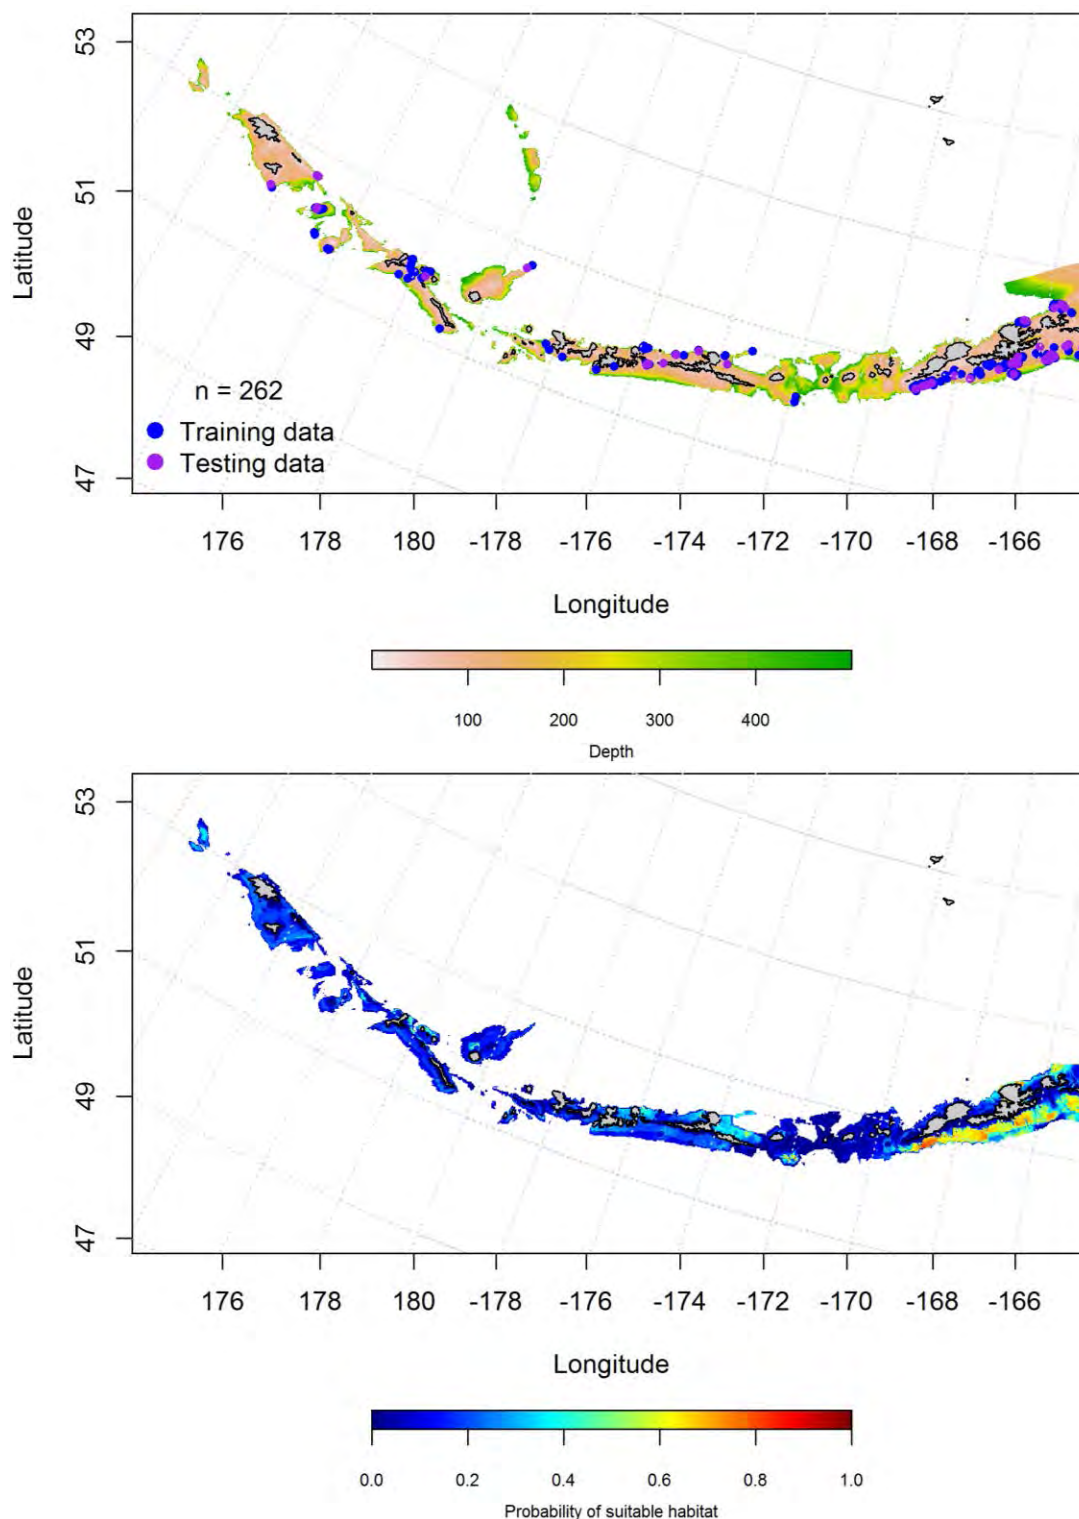 53
51
49
47
Latitude
n = 262
Training data
Testing data
176 178 180 -178 -176 -174 -172 -170 -168 -166
Longitude
100 200 300 400
Depth
53
51
49
47
Latitude
176 178 180 -178 -176 -174 -172 -170 -168 -166
Longitude
0.0 0.2 0.4 0.6 0.8 1.0
Probability of suitable habitat